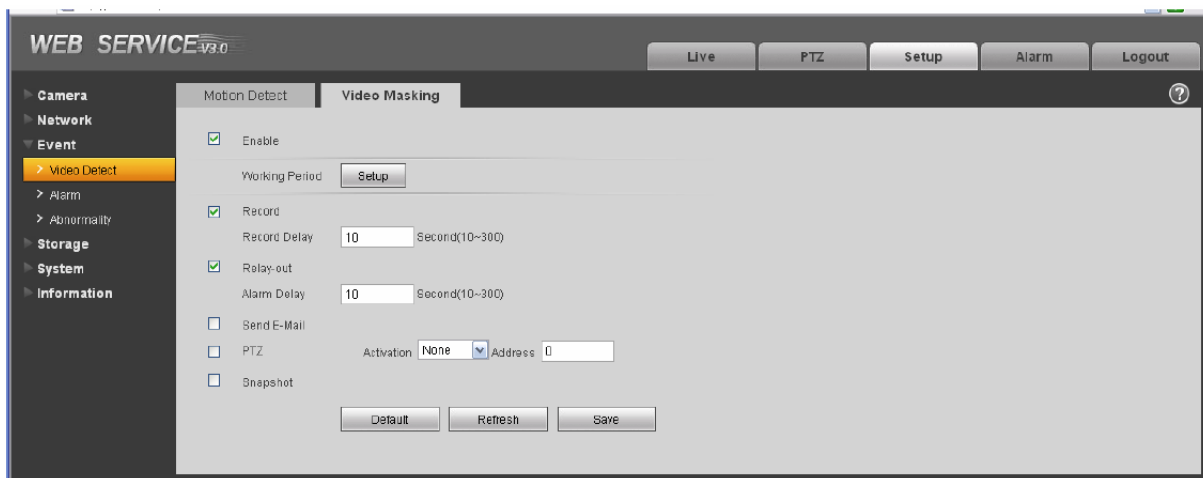 WEB SERVICE V3.0
Live PTZ Setup Alarm Logout
Camera
Network
Event
> Video Detect
> Alarm
> Abnormality
Storage
System
Information
Motion Detect Video Masking
?
Enable
Working Period Setup
Record
Record Delay 10 Second(10~300)
Relay-out
Alarm Delay 10 Second(10~300)
Send E-Mail
PTZ Activation None Address 0
Snapshot
Default Refresh Save